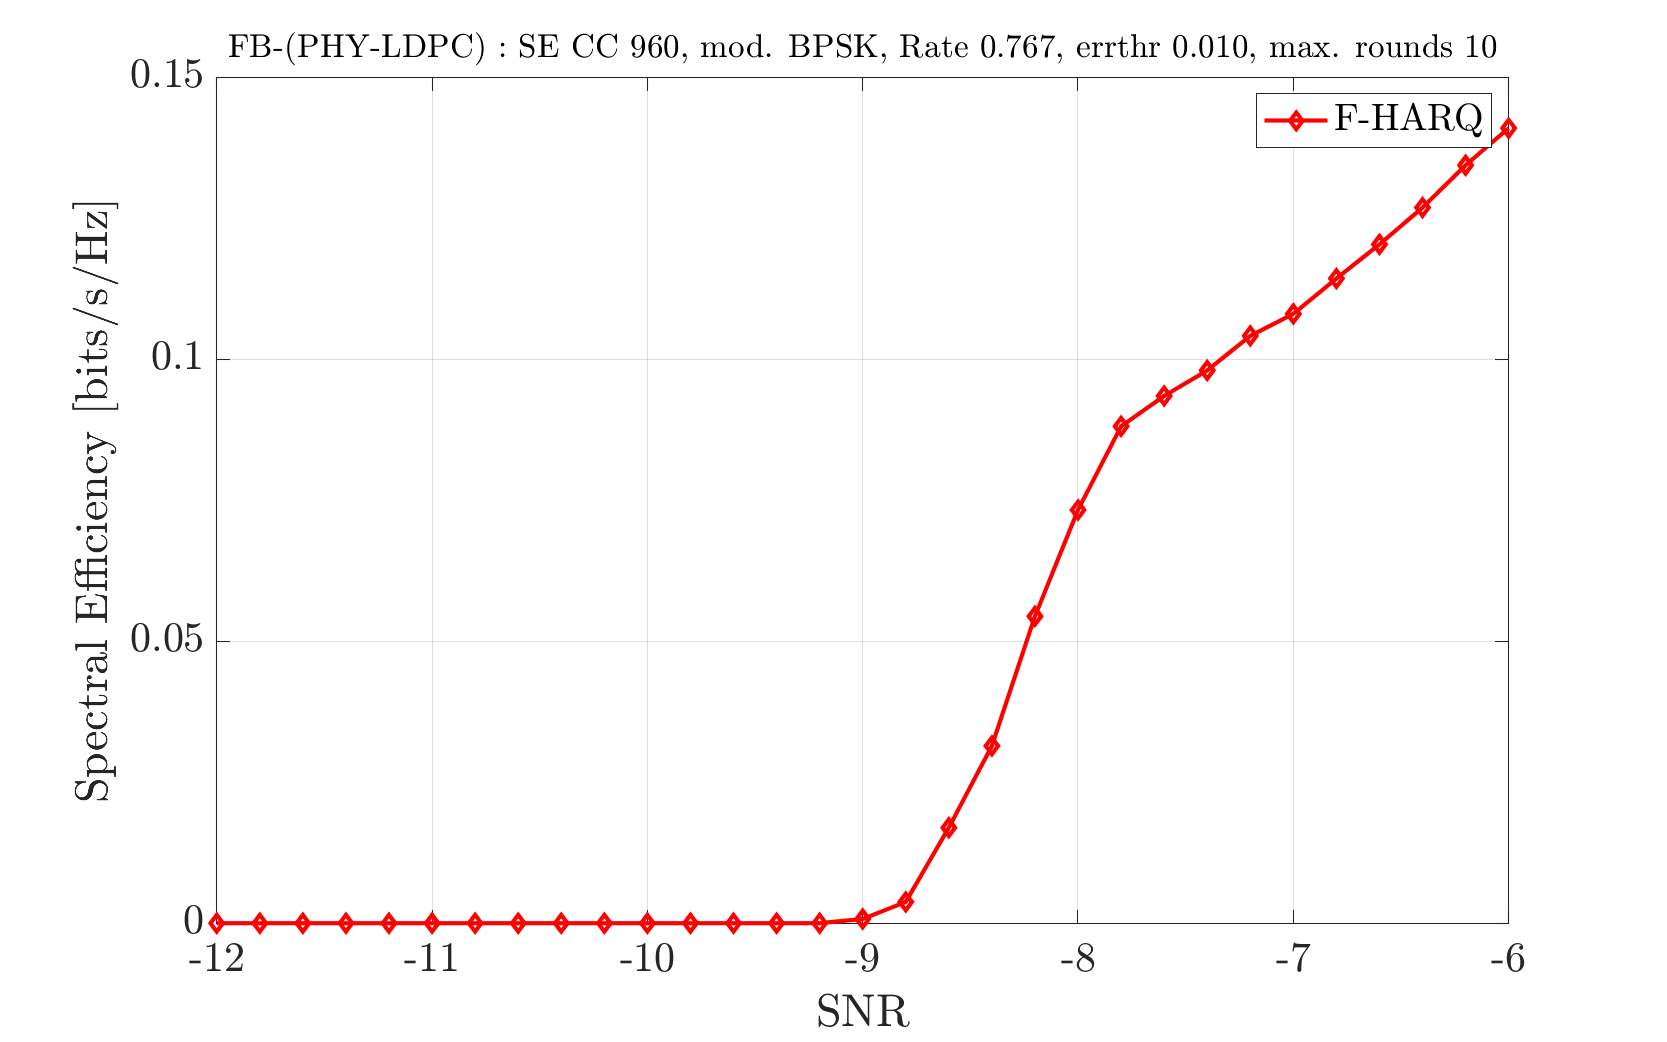 FB-(PHY-LDPC) : SE CC 960, mod. BPSK, Rate 0.767, errthr 0.010, max. rounds 10
F-HARQ
Spectral Efficiency [bits/s/Hz]
0.15
0.1
0.05
0
-12 -11 -10 -9 -8 -7 -6
SNR